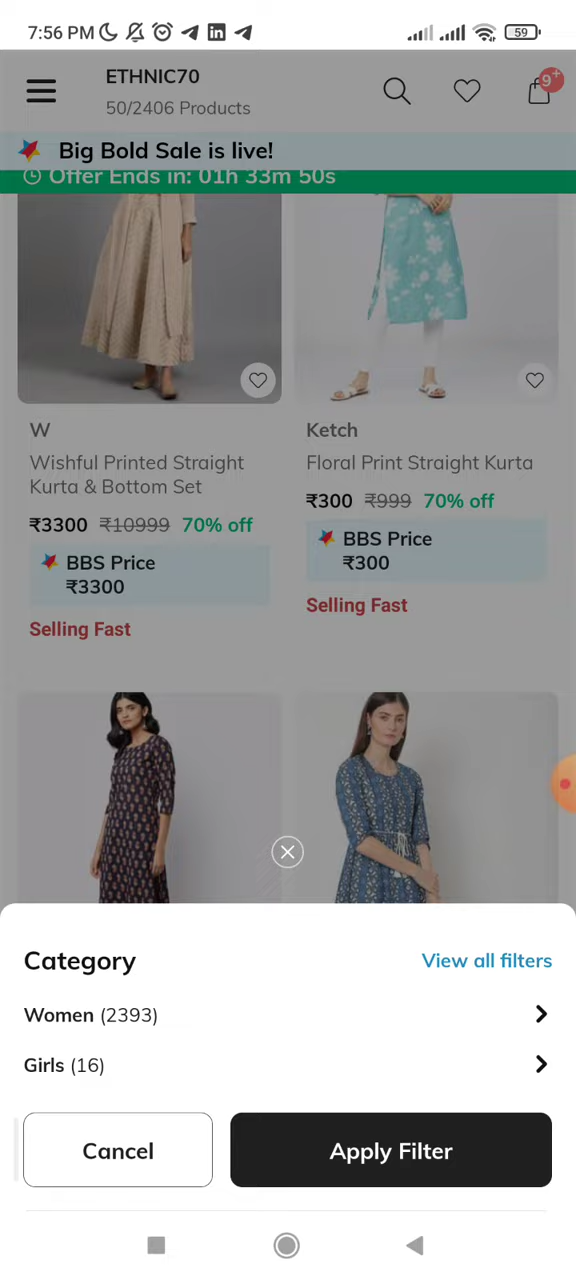 7:56 PM
59
ETHNIC70
50/2406 Products
9+
Big Bold Sale is live!
Offer Ends in: 01h 33m 50s
W
Wishful Printed Straight
Kurta & Bottom Set
₹3300 ₹10999 70% off
BBS Price
₹3300
Selling Fast
Ketch
Floral Print Straight Kurta
₹300 ₹999 70% off
BBS Price
₹300
Selling Fast
Category
View all filters
Women (2393)
Girls (16)
Cancel
Apply Filter